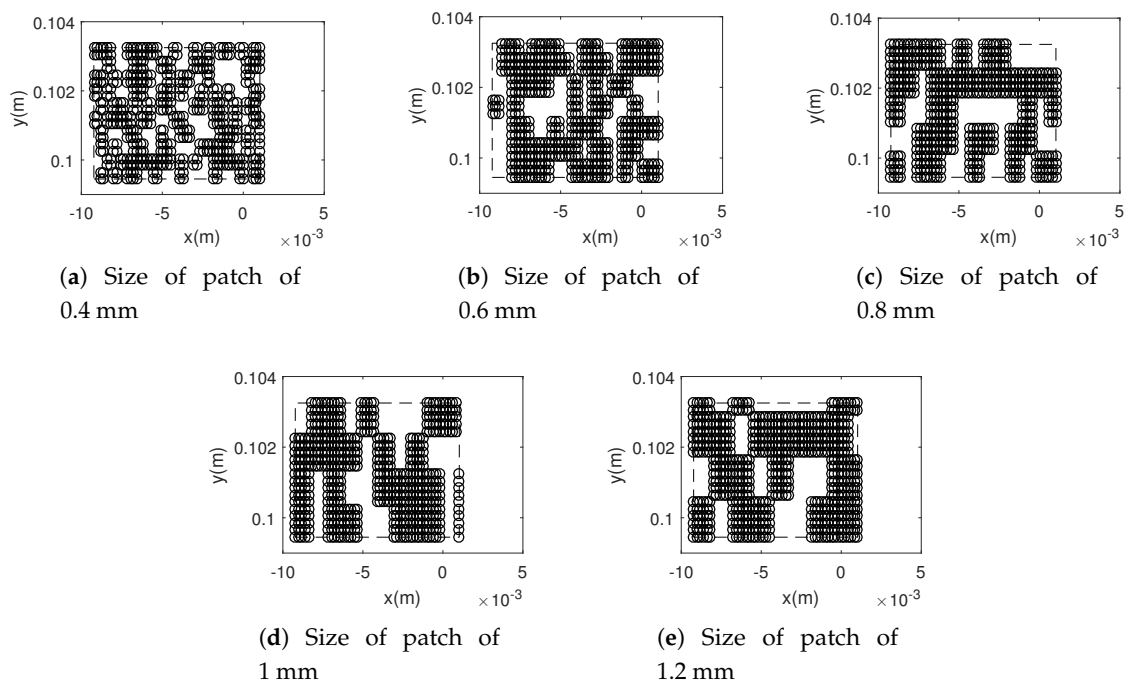 0.104
0.102
0.1
y(m)
-10 -5 0 5
x(m) ×10-3
(a) Size of patch of
0.4 mm
0.104
0.102
0.1
y(m)
-10 -5 0 5
x(m) ×10-3
(b) Size of patch of
0.6 mm
0.104
0.102
0.1
y(m)
-10 -5 0 5
x(m) ×10-3
(c) Size of patch of
0.8 mm
0.104
0.102
0.1
y(m)
-10 -5 0 5
x(m) ×10-3
(d) Size of patch of
1 mm
0.104
0.102
0.1
y(m)
-10 -5 0 5
x(m) ×10-3
(e) Size of patch of
1.2 mm